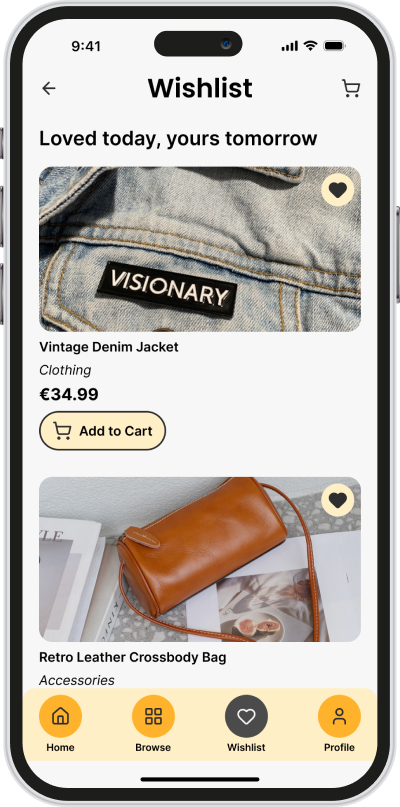 9:41
Wishlist
Loved today, yours tomorrow
VISIONARY
Vintage Denim Jacket
Clothing
€34.99
Add to Cart
Retro Leather Crossbody Bag
Accessories
Home
Browse
Wishlist
Profile